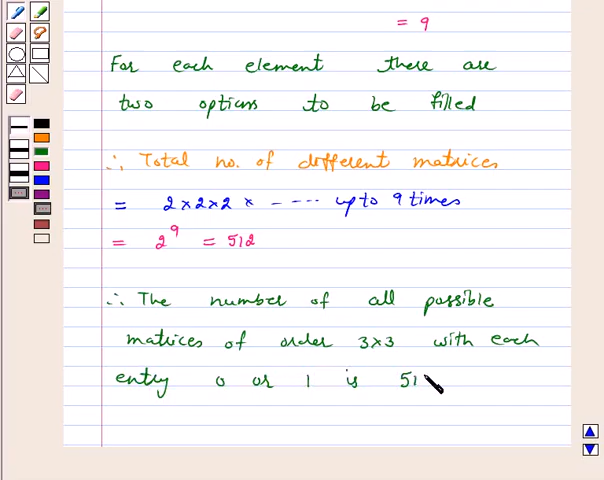 = 9
For each element there are
two options to be filled
∴ Total no. of different matrices
= 2×2×2 × - ---- upto 9 times
= 2⁹ = 512
∴ The number of all possible
matrices of order 3×3 with each
entry 0 or 1 is 51